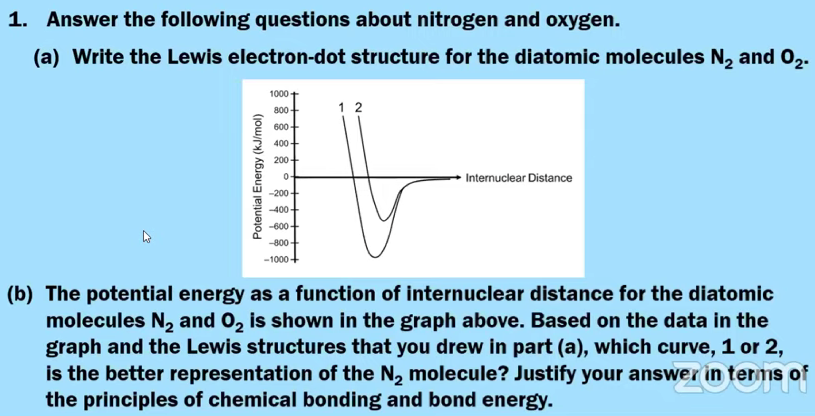 1. Answer the following questions about nitrogen and oxygen.
(a) Write the Lewis electron-dot structure for the diatomic molecules N₂ and O₂.
1000
800
600
400
200
0
−200
−400
−600
−800
−1000
Potential Energy (kJ/mol)
1 2
Internuclear Distance
(b) The potential energy as a function of internuclear distance for the diatomic
molecules N₂ and O₂ is shown in the graph above. Based on the data in the
graph and the Lewis structures that you drew in part (a), which curve, 1 or 2,
is the better representation of the N₂ molecule? Justify your answer in terms of
the principles of chemical bonding and bond energy.
zoom